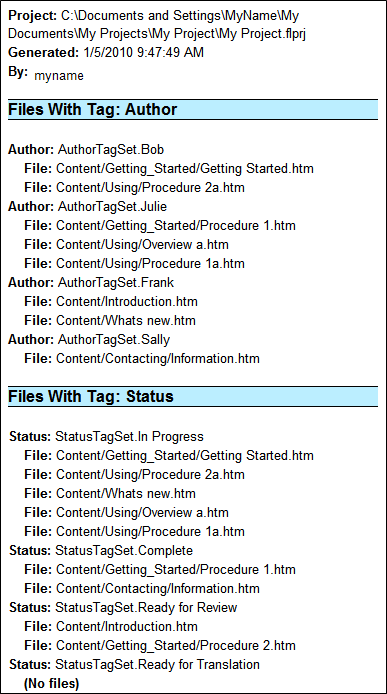 Project: C:\Documents and Settings\MyName\My
Documents\My Projects\My Project\My Project.flprj
Generated: 1/5/2010 9:47:49 AM
By: myname
Files With Tag: Author
Author: AuthorTagSet.Bob
File: Content/Getting_Started/Getting Started.htm
File: Content/Using/Procedure 2a.htm
Author: AuthorTagSet.Julie
File: Content/Getting_Started/Procedure 1.htm
File: Content/Using/Overview a.htm
File: Content/Using/Procedure 1a.htm
Author: AuthorTagSet.Frank
File: Content/Introduction.htm
File: Content/Whats new.htm
Author: AuthorTagSet.Sally
File: Content/Contacting/Information.htm
Files With Tag: Status
Status: StatusTagSet.In Progress
File: Content/Getting_Started/Getting Started.htm
File: Content/Using/Procedure 2a.htm
File: Content/Whats new.htm
File: Content/Using/Overview a.htm
File: Content/Using/Procedure 1a.htm
Status: StatusTagSet.Complete
File: Content/Getting_Started/Procedure 1.htm
File: Content/Contacting/Information.htm
Status: StatusTagSet.Ready for Review
File: Content/Introduction.htm
File: Content/Getting_Started/Procedure 2.htm
Status: StatusTagSet.Ready for Translation
(No files)